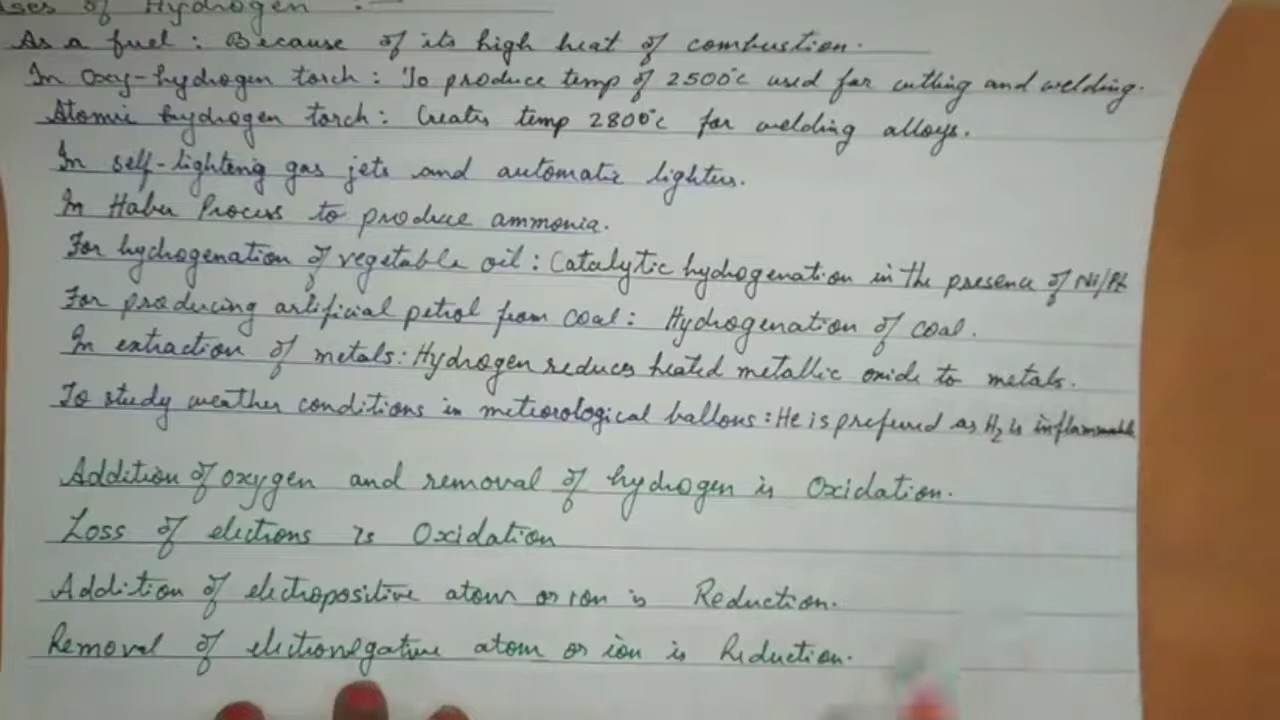 ses of Hydrogen :-
As a fuel : Because of its high heat of combustion.
In Oxy-hydrogen torch : To produce temp of 2500°c used for cutting and welding.
Atomic hydrogen torch : Creates temp 2800°c for welding alloys.
In self-lighteng gas jets and automatic lighters.
In Haber Process to produce ammonia.
For hydrogenation of vegetable oil : Catalytic hydrogenation in the presence of Ni/Pt
For producing artificial petrol from coal : Hydrogenation of coal.
In extraction of metals : Hydrogen reduces heated metallic oxide to metals.
To study weather conditions in meteorological ballons : He is preferred as H₂ is inflammable
Addition of oxygen and removal of hydrogen is Oxidation.
Loss of electrons is Oxidation
Addition of electropositive atom or ion is Reduction.
Removal of electronegative atom or ion is Reduction.